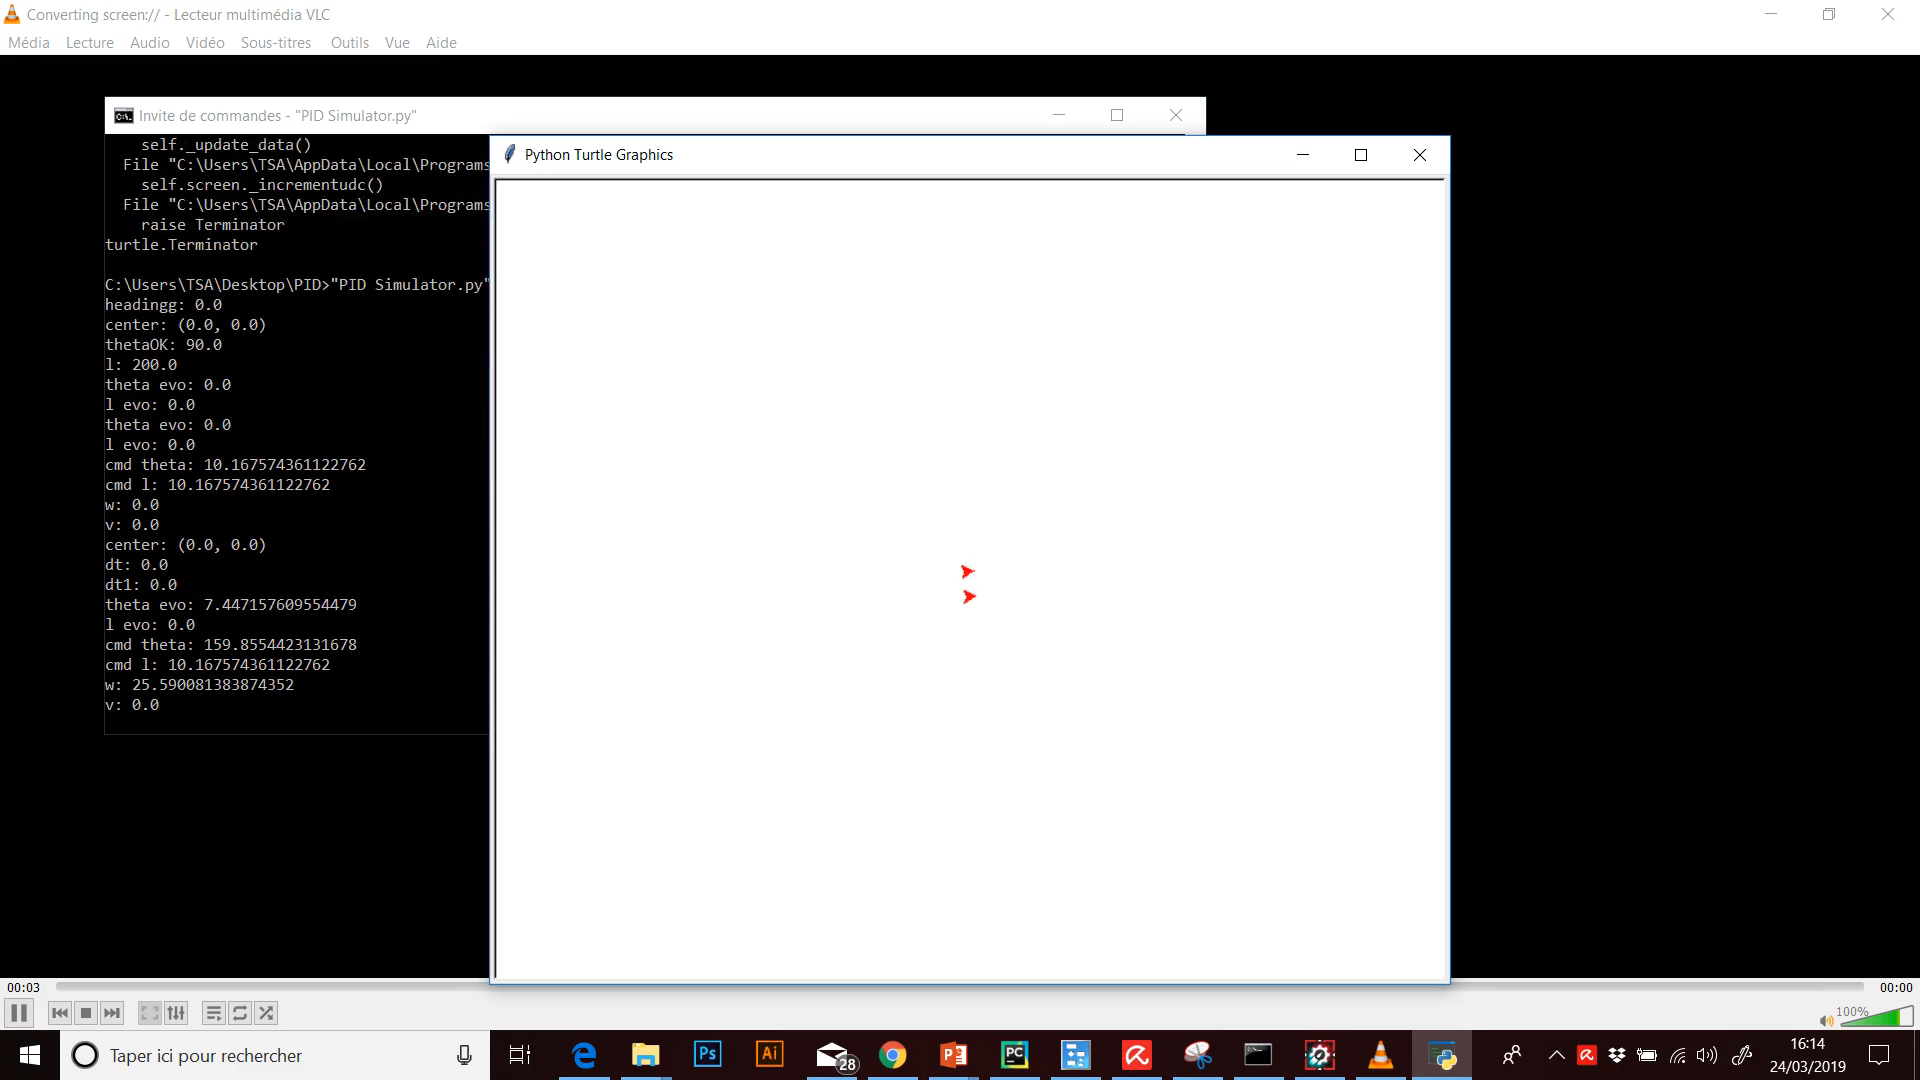 Converting screen:// - Lecteur multimédia VLC
Média Lecture Audio Vidéo Sous-titres Outils Vue Aide
Invite de commandes - "PID Simulator.py"
self._update_data()
File "C:\Users\TSA\AppData\Local\Programs
self.screen._incrementudc()
File "C:\Users\TSA\AppData\Local\Programs
raise Terminator
turtle.Terminator
C:\Users\TSA\Desktop\PID>"PID Simulator.py"
headingg: 0.0
center: (0.0, 0.0)
thetaOK: 90.0
l: 200.0
theta evo: 0.0
l evo: 0.0
theta evo: 0.0
l evo: 0.0
cmd theta: 10.167574361122762
cmd l: 10.167574361122762
w: 0.0
v: 0.0
center: (0.0, 0.0)
dt: 0.0
dt1: 0.0
theta evo: 7.447157609554479
l evo: 0.0
cmd theta: 159.8554423131678
cmd l: 10.167574361122762
w: 25.590081383874352
v: 0.0
Python Turtle Graphics
00:03
00:00
100%
Taper ici pour rechercher
Ps
Ai
28
PC
16:14
24/03/2019